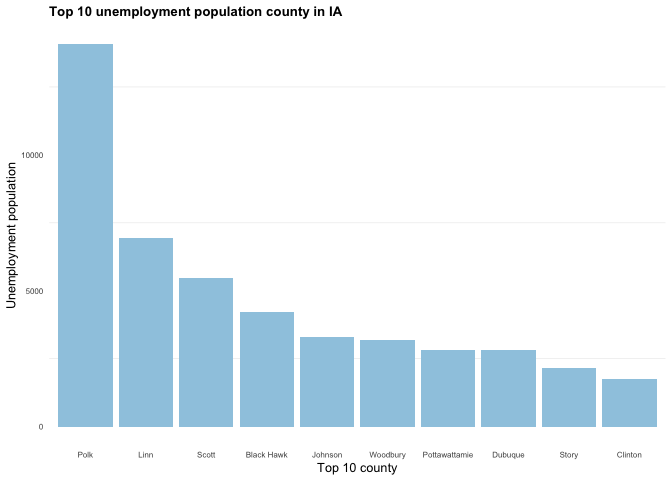 Top 10 unemployment population county in IA
Unemployment population
10000
5000
0
Polk Linn Scott Black Hawk Johnson Woodbury Pottawattamie Dubuque Story Clinton
Top 10 county